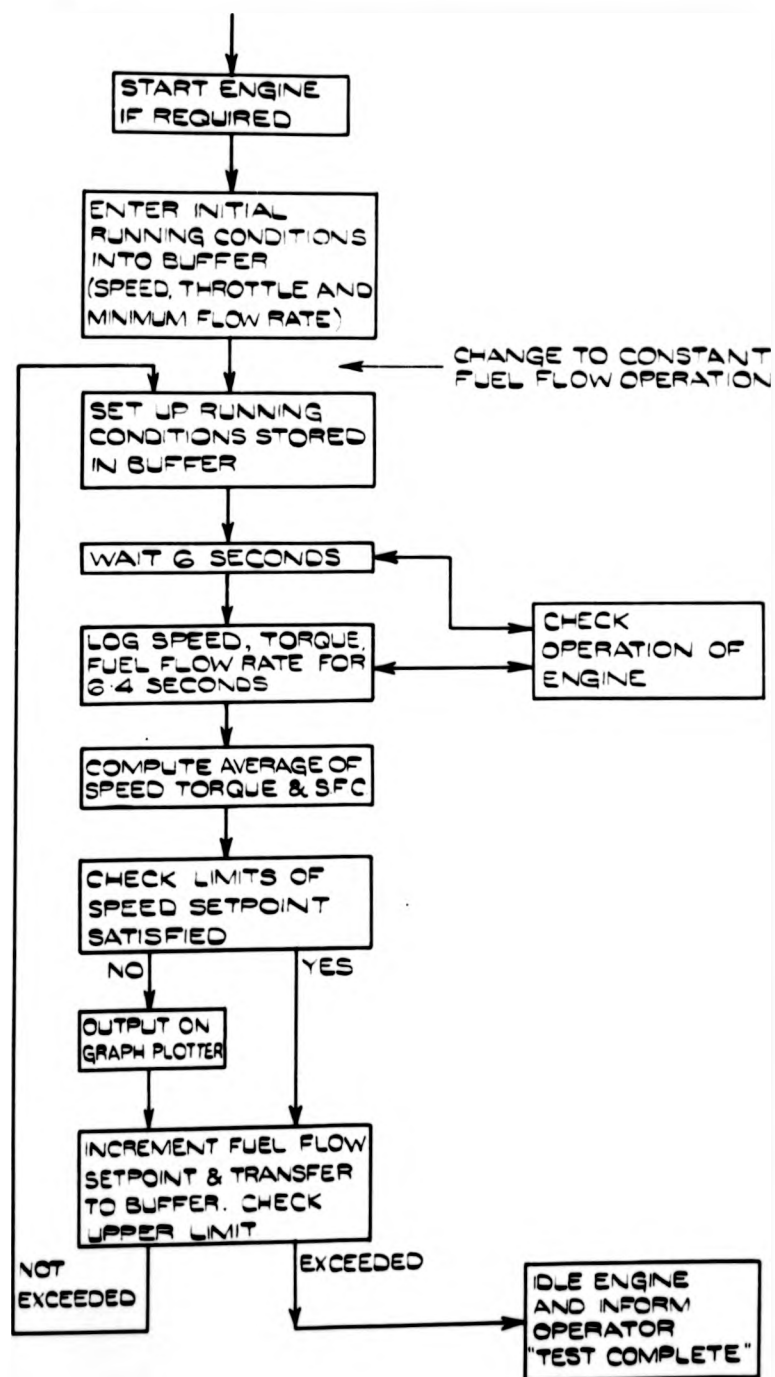 START ENGINE
IF REQUIRED
ENTER INITIAL
RUNNING CONDITIONS
INTO BUFFER
(SPEED, THROTTLE AND
MINIMUM FLOW RATE)
CHANGE TO CONSTANT
FUEL FLOW OPERATION
SET UP RUNNING
CONDITIONS STORED
IN BUFFER
WAIT 6 SECONDS
LOG SPEED, TORQUE,
FUEL FLOW RATE FOR
6·4 SECONDS
CHECK
OPERATION OF
ENGINE
COMPUTE AVERAGE OF
SPEED TORQUE & S.F.C.
CHECK LIMITS OF
SPEED SETPOINT
SATISFIED
NO
YES
OUTPUT ON
GRAPH PLOTTER
INCREMENT FUEL FLOW
SETPOINT & TRANSFER
TO BUFFER. CHECK
UPPER LIMIT
NOT
EXCEEDED
EXCEEDED
IDLE ENGINE
AND INFORM
OPERATOR
"TEST COMPLETE"